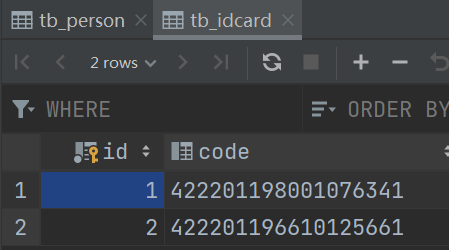 tb_person
tb_idcard
2 rows
WHERE
ORDER BY
id
code
1
1
422201198001076341
2
2
422201196610125661